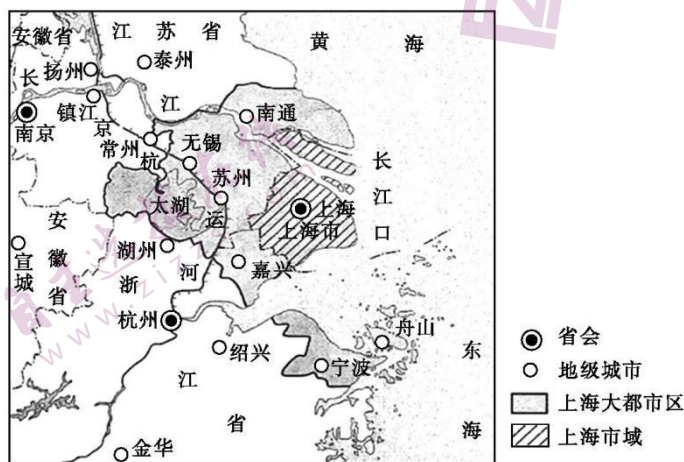 安徽省
江苏省
黄海
扬州
泰州
长
江
镇江
南京
南通
京
常州
无锡
杭
长
江
口
苏州
太湖
运
上海
上海市
安
徽
省
宣城
湖州
浙
河
嘉兴
杭州
舟山
绍兴
宁波
东
海
江
省
金华
省会
地级城市
上海大都市区
上海市域